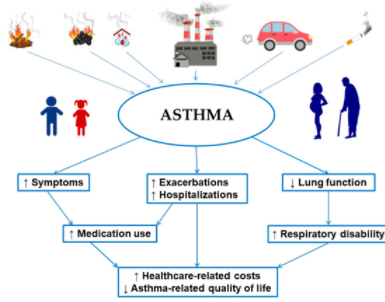 ASTHMA
↑ Symptoms
↑ Exacerbations
↑ Hospitalizations
↓ Lung function
↑ Medication use
↑ Respiratory disability
↑ Healthcare-related costs
↓ Asthma-related quality of life